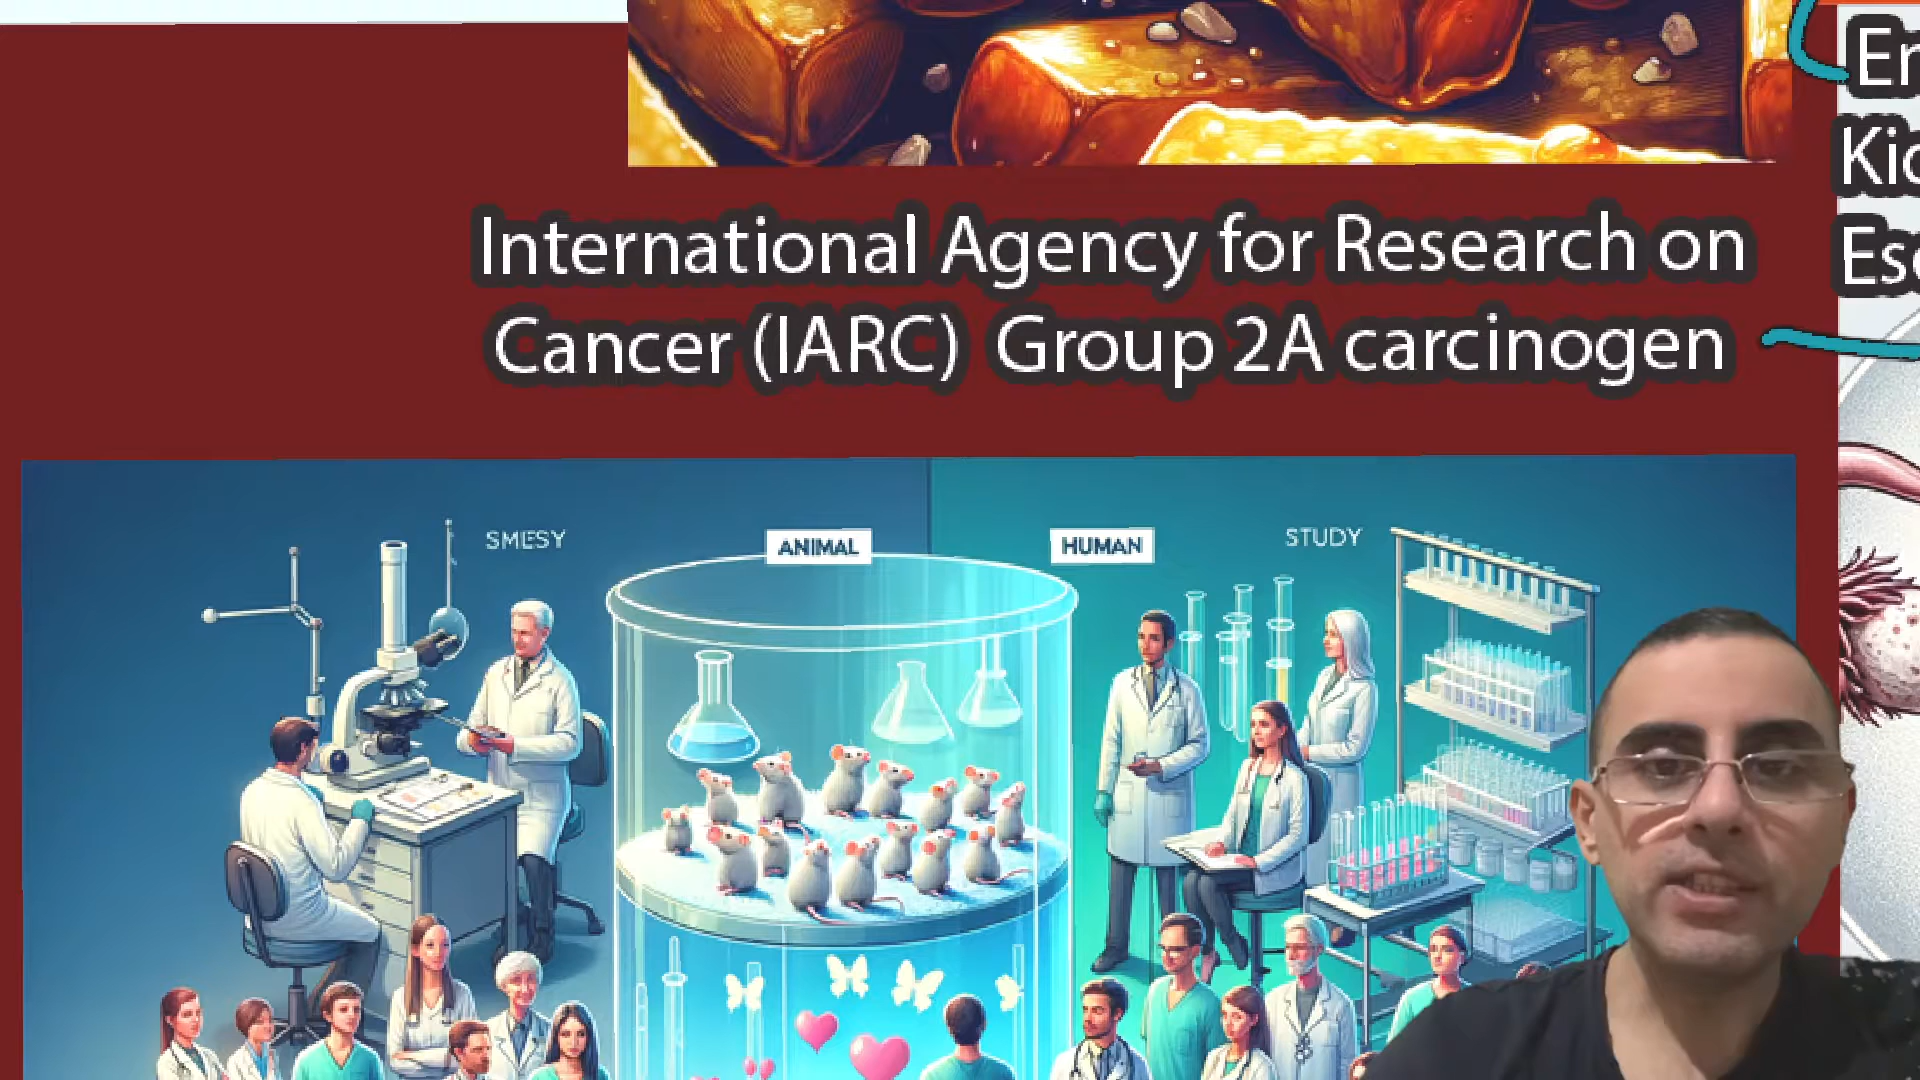 International Agency for Research on
Cancer (IARC) Group 2A carcinogen
SMESY
ANIMAL
HUMAN
STUDY